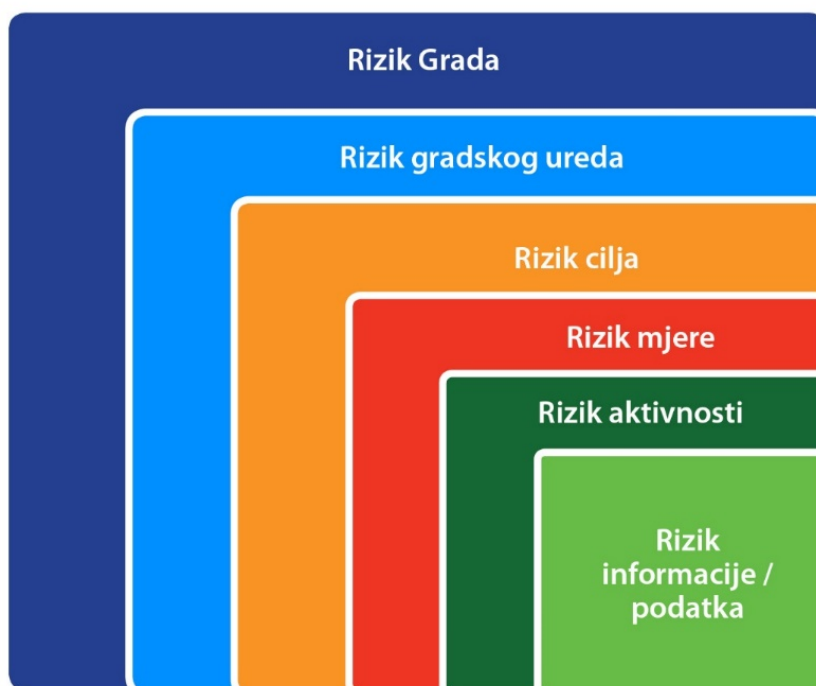 Rizik Grada
Rizik gradskog ureda
Rizik cilja
Rizik mjere
Rizik aktivnosti
Rizik
informacije /
podatka